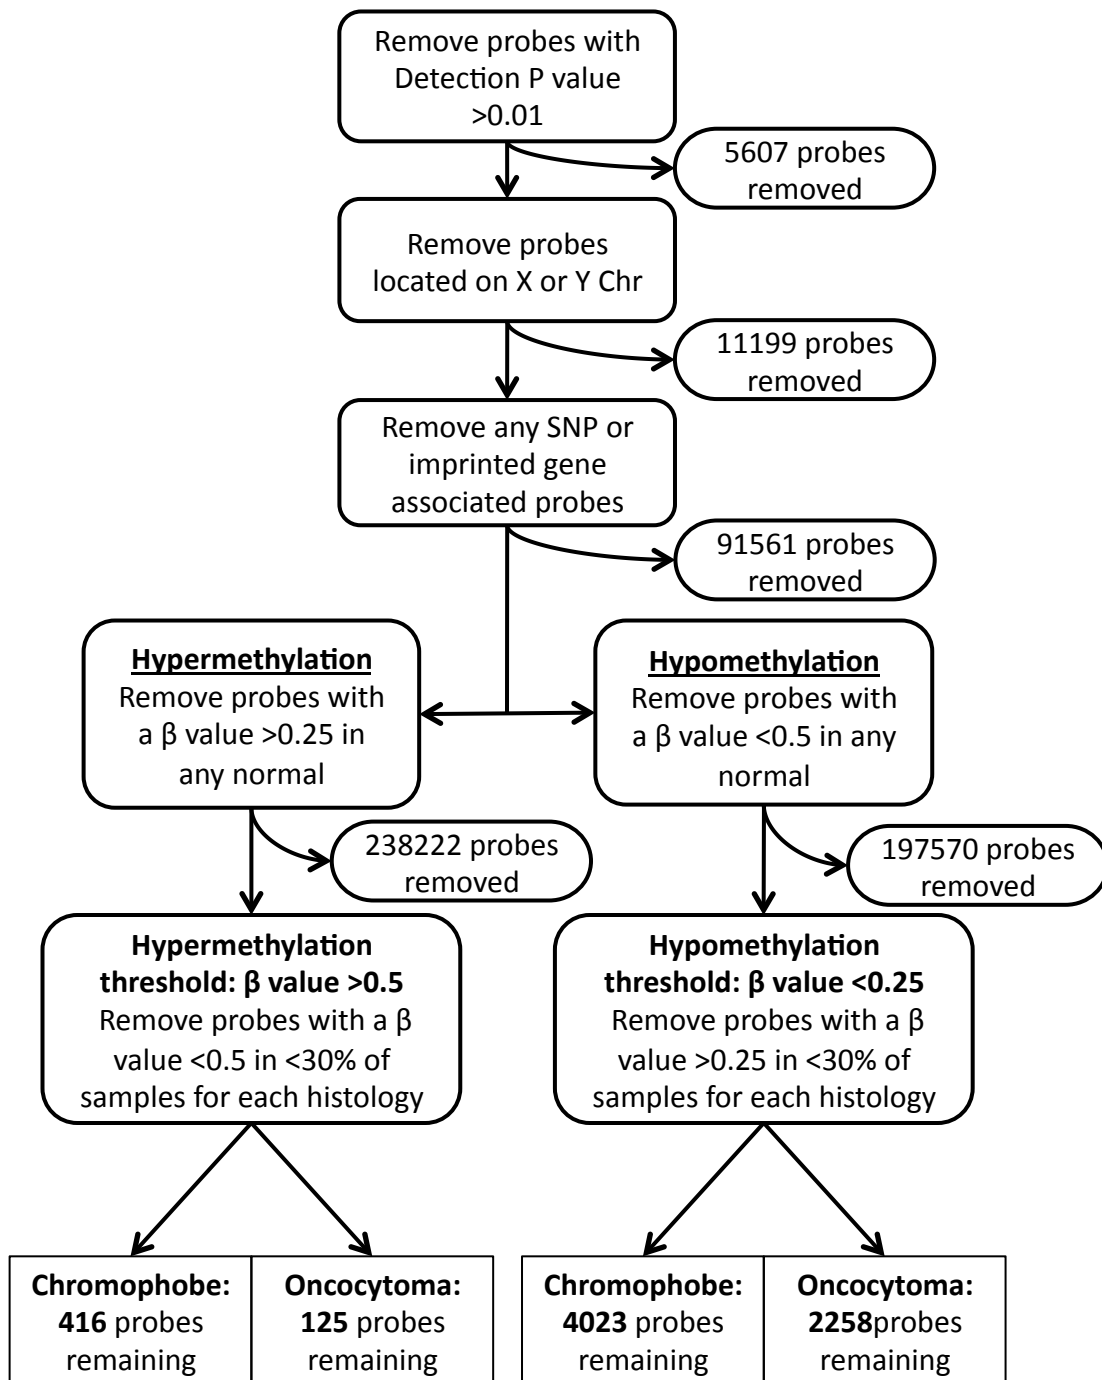 Remove probes with
Detection P value
>0.01
5607 probes
removed
Remove probes
located on X or Y Chr
11199 probes
removed
Remove any SNP or
imprinted gene
associated probes
91561 probes
removed
Hypermethylation
Remove probes with
a β value >0.25 in
any normal
Hypomethylation
Remove probes with
a β value <0.5 in any
normal
238222 probes
removed
197570 probes
removed
Hypermethylation
threshold: β value >0.5
Remove probes with a β
value <0.5 in <30% of
samples for each histology
Hypomethylation
threshold: β value <0.25
Remove probes with a β
value >0.25 in <30% of
samples for each histology
Chromophobe:
416 probes
remaining
Oncocytoma:
125 probes
remaining
Chromophobe:
4023 probes
remaining
Oncocytoma:
2258probes
remaining